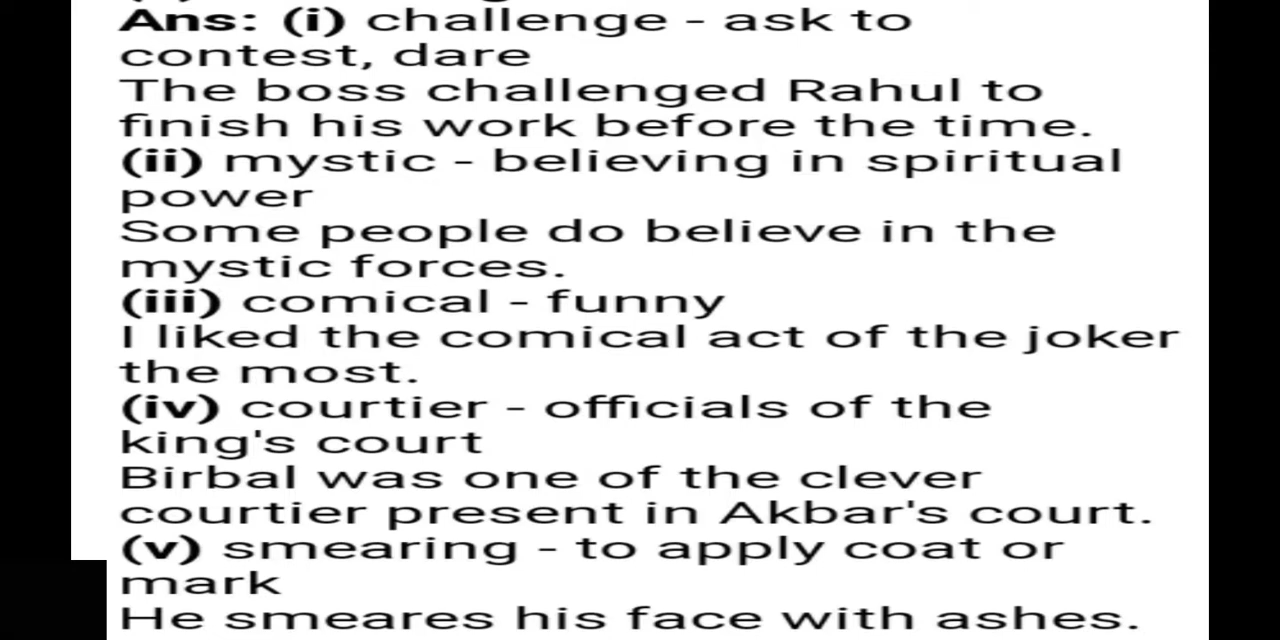 Ans: (i) challenge - ask to
contest, dare
The boss challenged Rahul to
finish his work before the time.
(ii) mystic - believing in spiritual
power
Some people do believe in the
mystic forces.
(iii) comical - funny
I liked the comical act of the joker
the most.
(iv) courtier - officials of the
king's court
Birbal was one of the clever
courtier present in Akbar's court.
(v) smearing - to apply coat or
mark
He smeares his face with ashes.